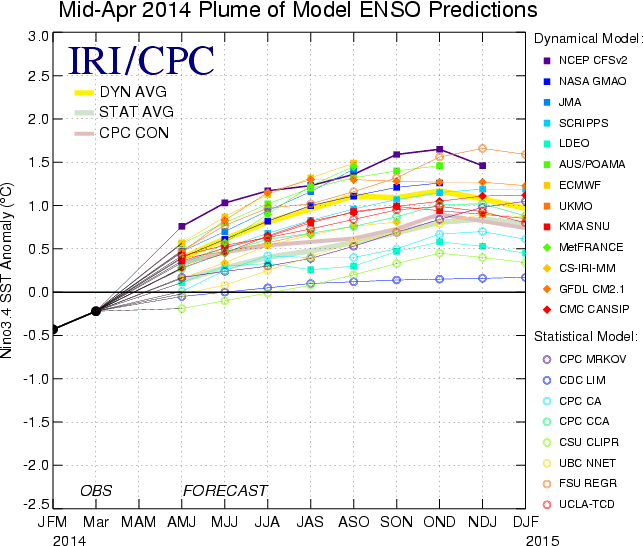 Mid-Apr 2014 Plume of Model ENSO Predictions
IRI/CPC
DYN AVG
STAT AVG
CPC CON
Nino3.4 SST Anomaly (°C)
3.0
2.5
2.0
1.5
1.0
0.5
0.0
-0.5
-1.0
-1.5
-2.0
-2.5
OBS
FORECAST
JFM Mar AMJ MJJ JJA JAS ASO SON OND NDJ DJF
2014 2015
Dynamical Model:
NCEP CFSv2
NASA GMAO
JMA
SCRIPPS
LDEO
AUS/POAMA
ECMWF
UKMO
KMA SNU
MetFRANCE
CS-IRI-MM
GFDL CM2.1
CMC CANSIP
Statistical Model:
CPC MRKOV
CDC LIM
CPC CA
CPC CCA
CSU CLIPR
UBC NNET
FSU REGR
UCLA-TCD